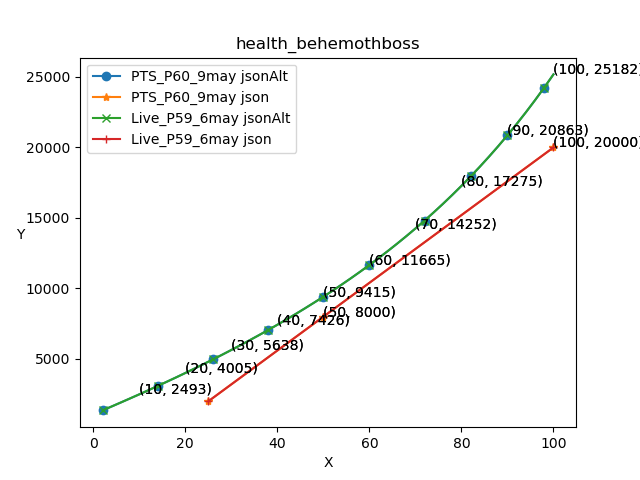 health_behemothboss
PTS_P60_9may jsonAlt
PTS_P60_9may json
Live_P59_6may jsonAlt
Live_P59_6may json
25000
20000
15000
10000
5000
Y
(100, 25182)
(90, 20863)
(100, 20000)
(80, 17275)
(70, 14252)
(60, 11665)
(50, 9415)
(50, 8000)
(40, 7426)
(30, 5638)
(20, 4005)
(10, 2493)
0 20 40 60 80 100
X